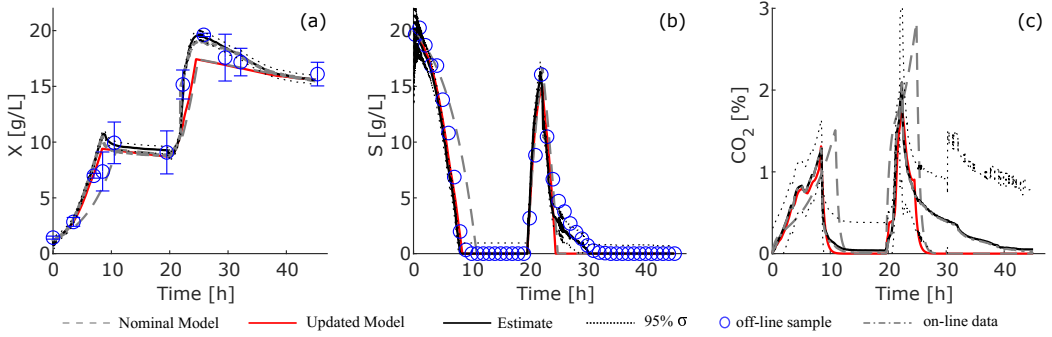 (a)
20
15
10
5
0
X [g/L]
0 10 20 30 40
Time [h]
(b)
20
15
10
5
0
S [g/L]
0 10 20 30 40
Time [h]
(c)
3
2
1
0
CO2 [%]
0 10 20 30 40
Time [h]
Nominal Model Updated Model Estimate 95% σ off-line sample on-line data